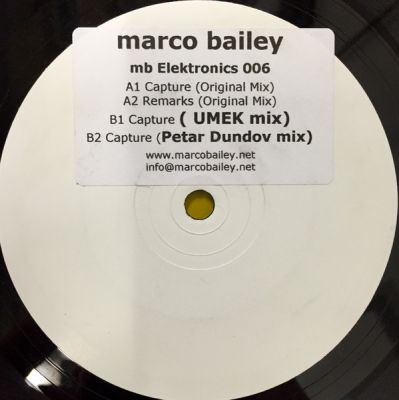 marco bailey
mb Elektronics 006
A1 Capture (Original Mix)
A2 Remarks (Original Mix)
B1 Capture ( UMEK mix)
B2 Capture (Petar Dundov mix)
www.marcobailey.net
info@marcobailey.net